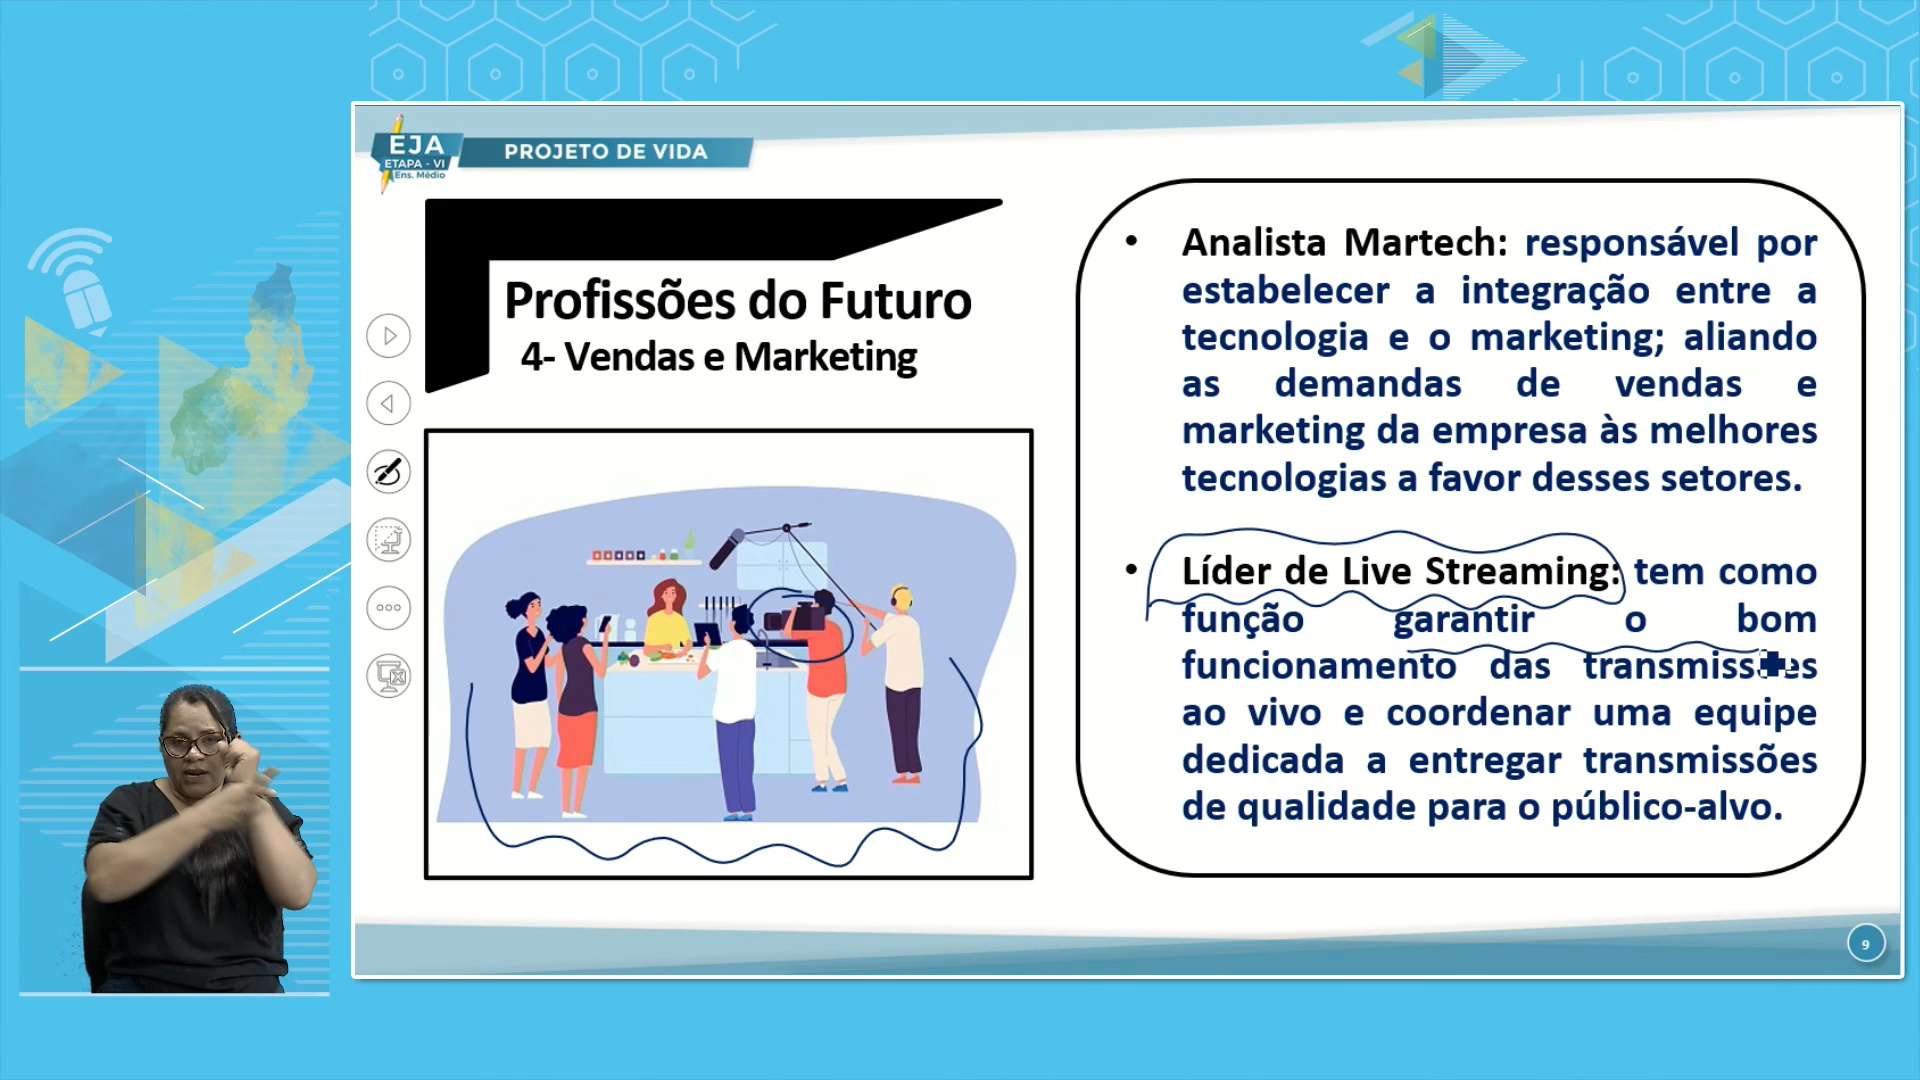 EJA
ETAPA - VI
Ens. Médio
PROJETO DE VIDA
Profissões do Futuro
4- Vendas e Marketing
• Analista Martech: responsável por
estabelecer a integração entre a
tecnologia e o marketing; aliando
as demandas de vendas e
marketing da empresa às melhores
tecnologias a favor desses setores.
• Líder de Live Streaming: tem como
função garantir o bom
funcionamento das transmissões
ao vivo e coordenar uma equipe
dedicada a entregar transmissões
de qualidade para o público-alvo.
9